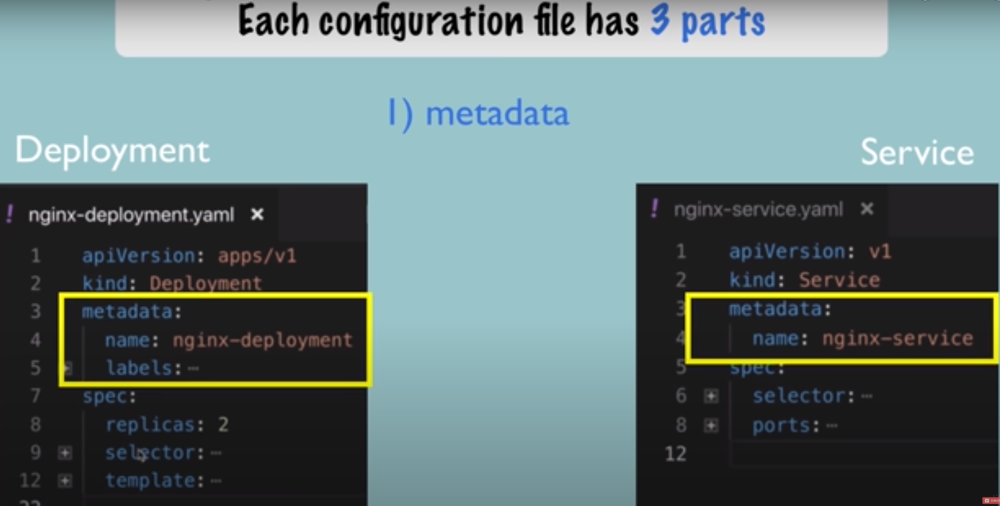 Each configuration file has 3 parts
1) metadata
Deployment
Service
! nginx-deployment.yaml ×
1 apiVersion: apps/v1
2 kind: Deployment
3 metadata:
4 name: nginx-deployment
5 labels: ⋯
7 spec:
8 replicas: 2
9 selector: ⋯
12 template: ⋯
! nginx-service.yaml ×
1 apiVersion: v1
2 kind: Service
3 metadata:
4 name: nginx-service
5 spec:
6 selector: ⋯
8 ports: ⋯
12